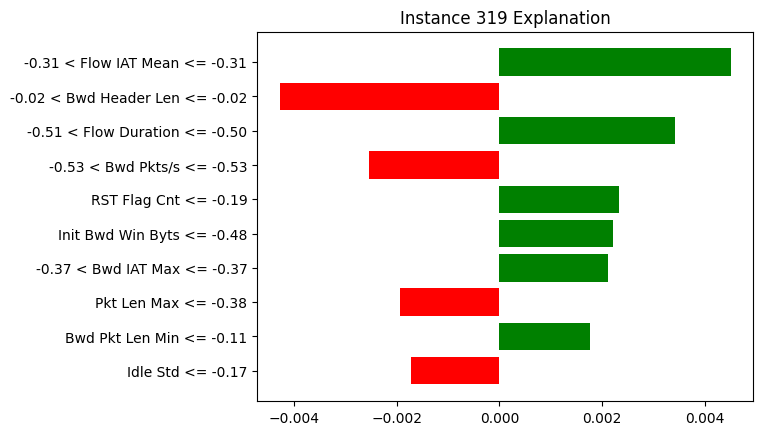 Instance 319 Explanation
-0.31 < Flow IAT Mean <= -0.31
-0.02 < Bwd Header Len <= -0.02
-0.51 < Flow Duration <= -0.50
-0.53 < Bwd Pkts/s <= -0.53
RST Flag Cnt <= -0.19
Init Bwd Win Byts <= -0.48
-0.37 < Bwd IAT Max <= -0.37
Pkt Len Max <= -0.38
Bwd Pkt Len Min <= -0.11
Idle Std <= -0.17
−0.004 −0.002 0.000 0.002 0.004